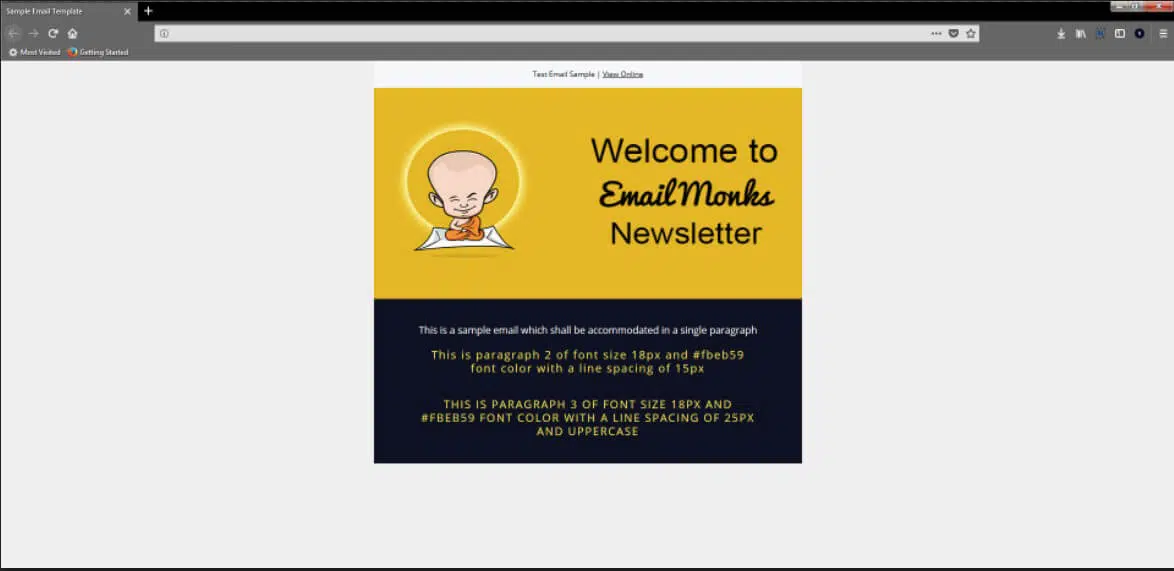 Sample Email Template
Most Visited Getting Started
Text Email Sample | View Online
Welcome to
EmailMonks
Newsletter
This is a sample email which shall be accommodated in a single paragraph
This is paragraph 2 of font size 18px and #fbeb59
font color with a line spacing of 15px
THIS IS PARAGRAPH 3 OF FONT SIZE 18PX AND
#FBEB59 FONT COLOR WITH A LINE SPACING OF 25PX
AND UPPERCASE